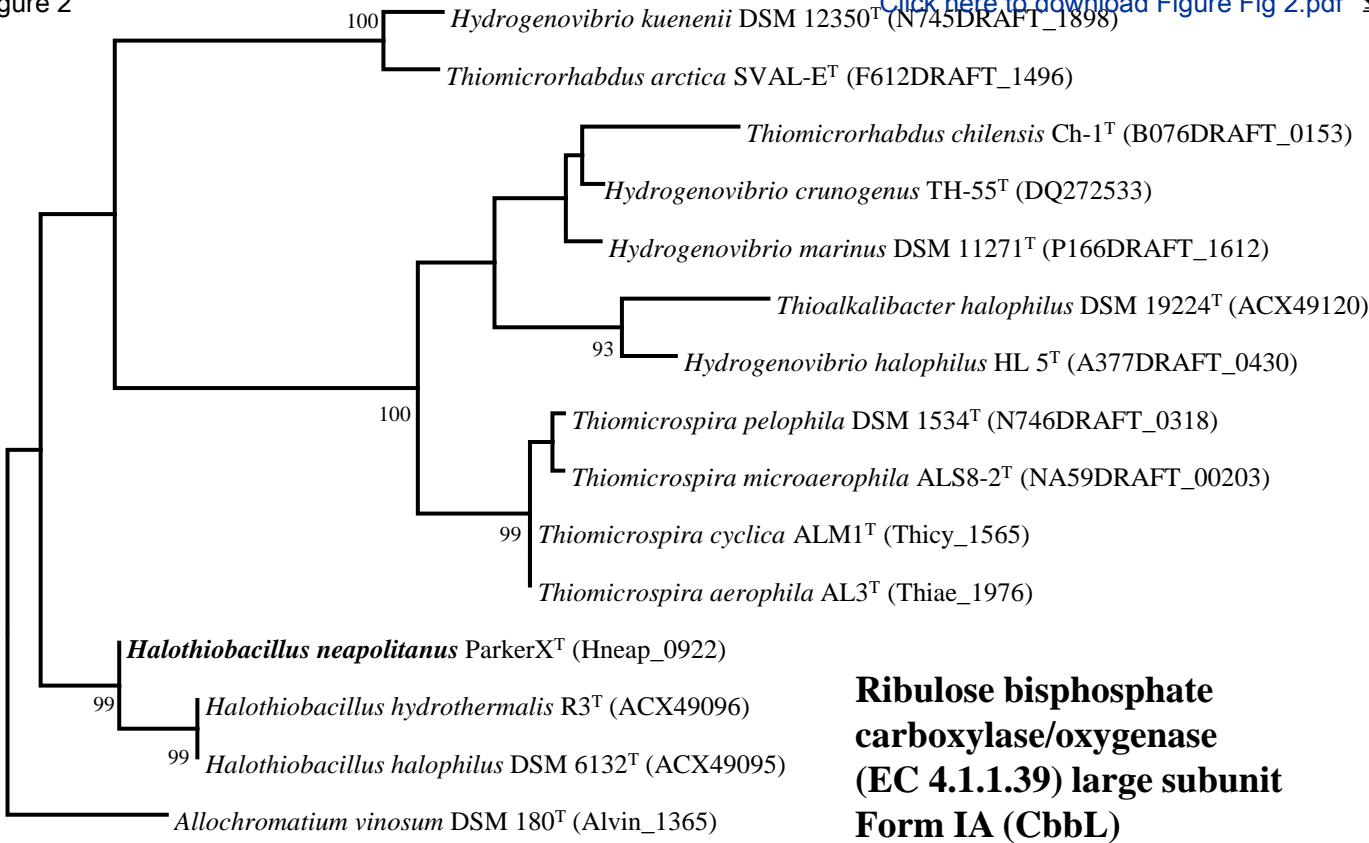 gure 2
Click here to download Figure Fig 2.pdf
100
Hydrogenovibrio kuenenii DSM 12350ᵀ (N745DRAFT_1898)
Thiomicrorhabdus arctica SVAL-Eᵀ (F612DRAFT_1496)
Thiomicrorhabdus chilensis Ch-1ᵀ (B076DRAFT_0153)
Hydrogenovibrio crunogenus TH-55ᵀ (DQ272533)
Hydrogenovibrio marinus DSM 11271ᵀ (P166DRAFT_1612)
Thioalkalibacter halophilus DSM 19224ᵀ (ACX49120)
93
Hydrogenovibrio halophilus HL 5ᵀ (A377DRAFT_0430)
100
Thiomicrospira pelophila DSM 1534ᵀ (N746DRAFT_0318)
Thiomicrospira microaerophila ALS8-2ᵀ (NA59DRAFT_00203)
99
Thiomicrospira cyclica ALM1ᵀ (Thicy_1565)
Thiomicrospira aerophila AL3ᵀ (Thiae_1976)
Halothiobacillus neapolitanus ParkerXᵀ (Hneap_0922)
99
Halothiobacillus hydrothermalis R3ᵀ (ACX49096)
99
Halothiobacillus halophilus DSM 6132ᵀ (ACX49095)
Allochromatium vinosum DSM 180ᵀ (Alvin_1365)
Ribulose bisphosphate
carboxylase/oxygenase
(EC 4.1.1.39) large subunit
Form IA (CbbL)